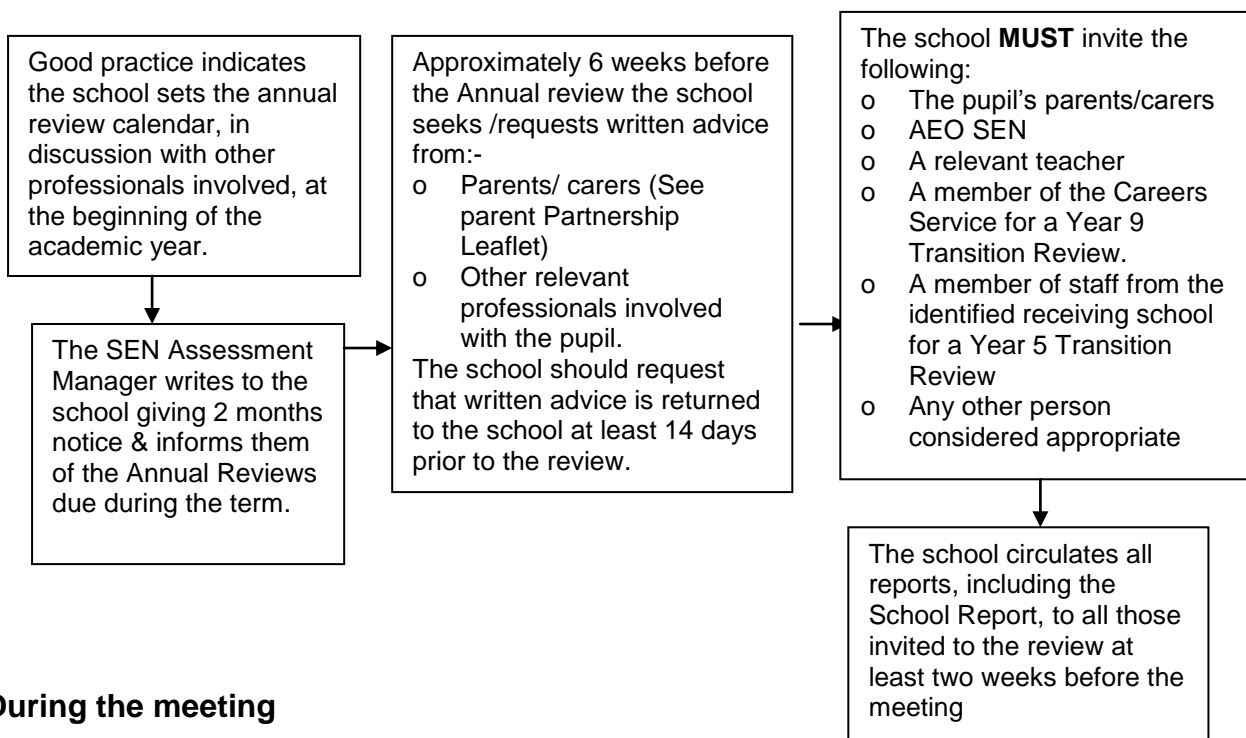 Good practice indicates
the school sets the annual
review calendar, in
discussion with other
professionals involved, at
the beginning of the
academic year.
The SEN Assessment
Manager writes to the
school giving 2 months
notice & informs them
of the Annual Reviews
due during the term.
Approximately 6 weeks before
the Annual review the school
seeks /requests written advice
from:-
o Parents/ carers (See
parent Partnership
Leaflet)
o Other relevant
professionals involved
with the pupil.
The school should request
that written advice is returned
to the school at least 14 days
prior to the review.
The school MUST invite the
following:
o The pupil’s parents/carers
o AEO SEN
o A relevant teacher
o A member of the Careers
Service for a Year 9
Transition Review.
o A member of staff from the
identified receiving school
for a Year 5 Transition
Review
o Any other person
considered appropriate
The school circulates all
reports, including the
School Report, to all those
invited to the review at
least two weeks before the
meeting
During the meeting